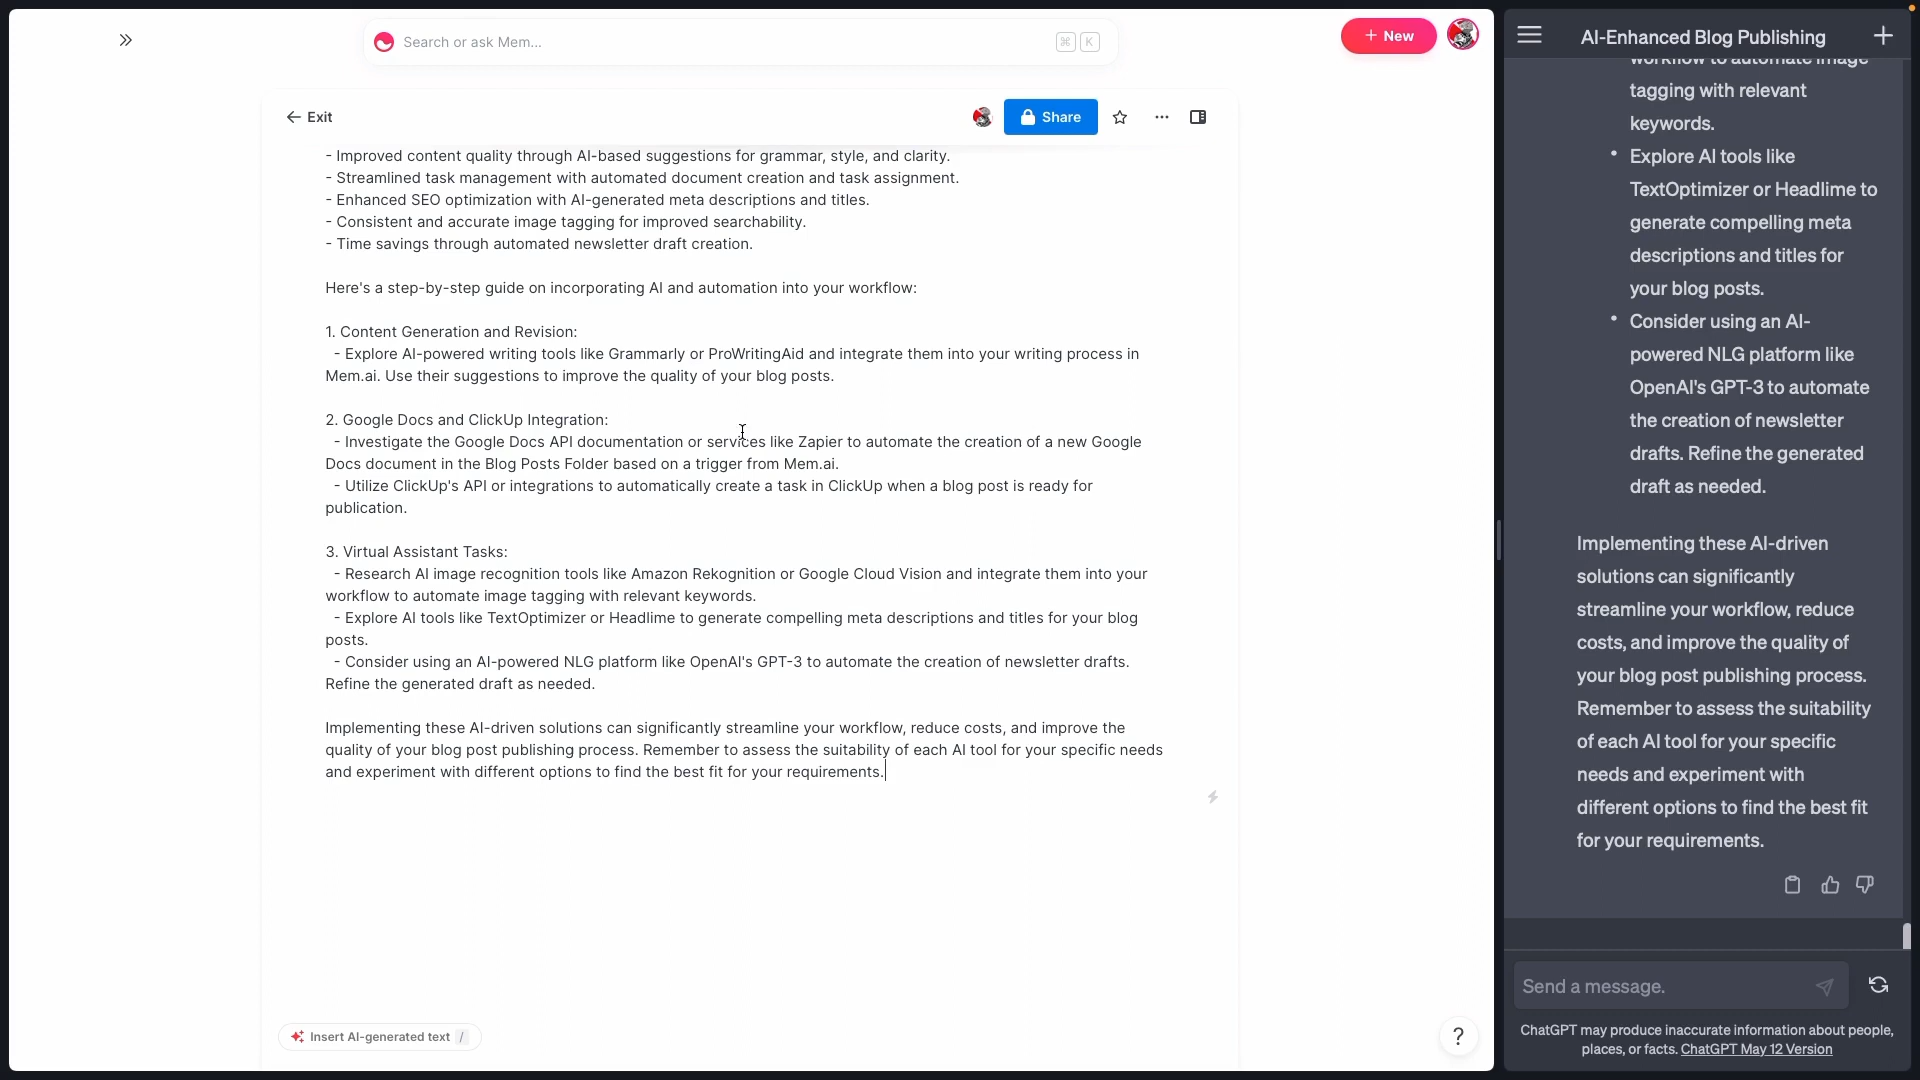 Search or ask Mem...
⌘ K
+ New
← Exit
Share
- Improved content quality through AI-based suggestions for grammar, style, and clarity.
- Streamlined task management with automated document creation and task assignment.
- Enhanced SEO optimization with AI-generated meta descriptions and titles.
- Consistent and accurate image tagging for improved searchability.
- Time savings through automated newsletter draft creation.
Here's a step-by-step guide on incorporating AI and automation into your workflow:
1. Content Generation and Revision:
- Explore AI-powered writing tools like Grammarly or ProWritingAid and integrate them into your writing process in
Mem.ai. Use their suggestions to improve the quality of your blog posts.
2. Google Docs and ClickUp Integration:
- Investigate the Google Docs API documentation or services like Zapier to automate the creation of a new Google
Docs document in the Blog Posts Folder based on a trigger from Mem.ai.
- Utilize ClickUp's API or integrations to automatically create a task in ClickUp when a blog post is ready for
publication.
3. Virtual Assistant Tasks:
- Research AI image recognition tools like Amazon Rekognition or Google Cloud Vision and integrate them into your
workflow to automate image tagging with relevant keywords.
- Explore AI tools like TextOptimizer or Headlime to generate compelling meta descriptions and titles for your blog
posts.
- Consider using an AI-powered NLG platform like OpenAI's GPT-3 to automate the creation of newsletter drafts.
Refine the generated draft as needed.
Implementing these AI-driven solutions can significantly streamline your workflow, reduce costs, and improve the
quality of your blog post publishing process. Remember to assess the suitability of each AI tool for your specific needs
and experiment with different options to find the best fit for your requirements.
Insert AI-generated text /
?
AI-Enhanced Blog Publishing
workflow to automate image
tagging with relevant
keywords.
• Explore AI tools like
TextOptimizer or Headlime to
generate compelling meta
descriptions and titles for
your blog posts.
• Consider using an AI-
powered NLG platform like
OpenAI's GPT-3 to automate
the creation of newsletter
drafts. Refine the generated
draft as needed.
Implementing these AI-driven
solutions can significantly
streamline your workflow, reduce
costs, and improve the quality of
your blog post publishing process.
Remember to assess the suitability
of each AI tool for your specific
needs and experiment with
different options to find the best fit
for your requirements.
Send a message.
ChatGPT may produce inaccurate information about people,
places, or facts. ChatGPT May 12 Version